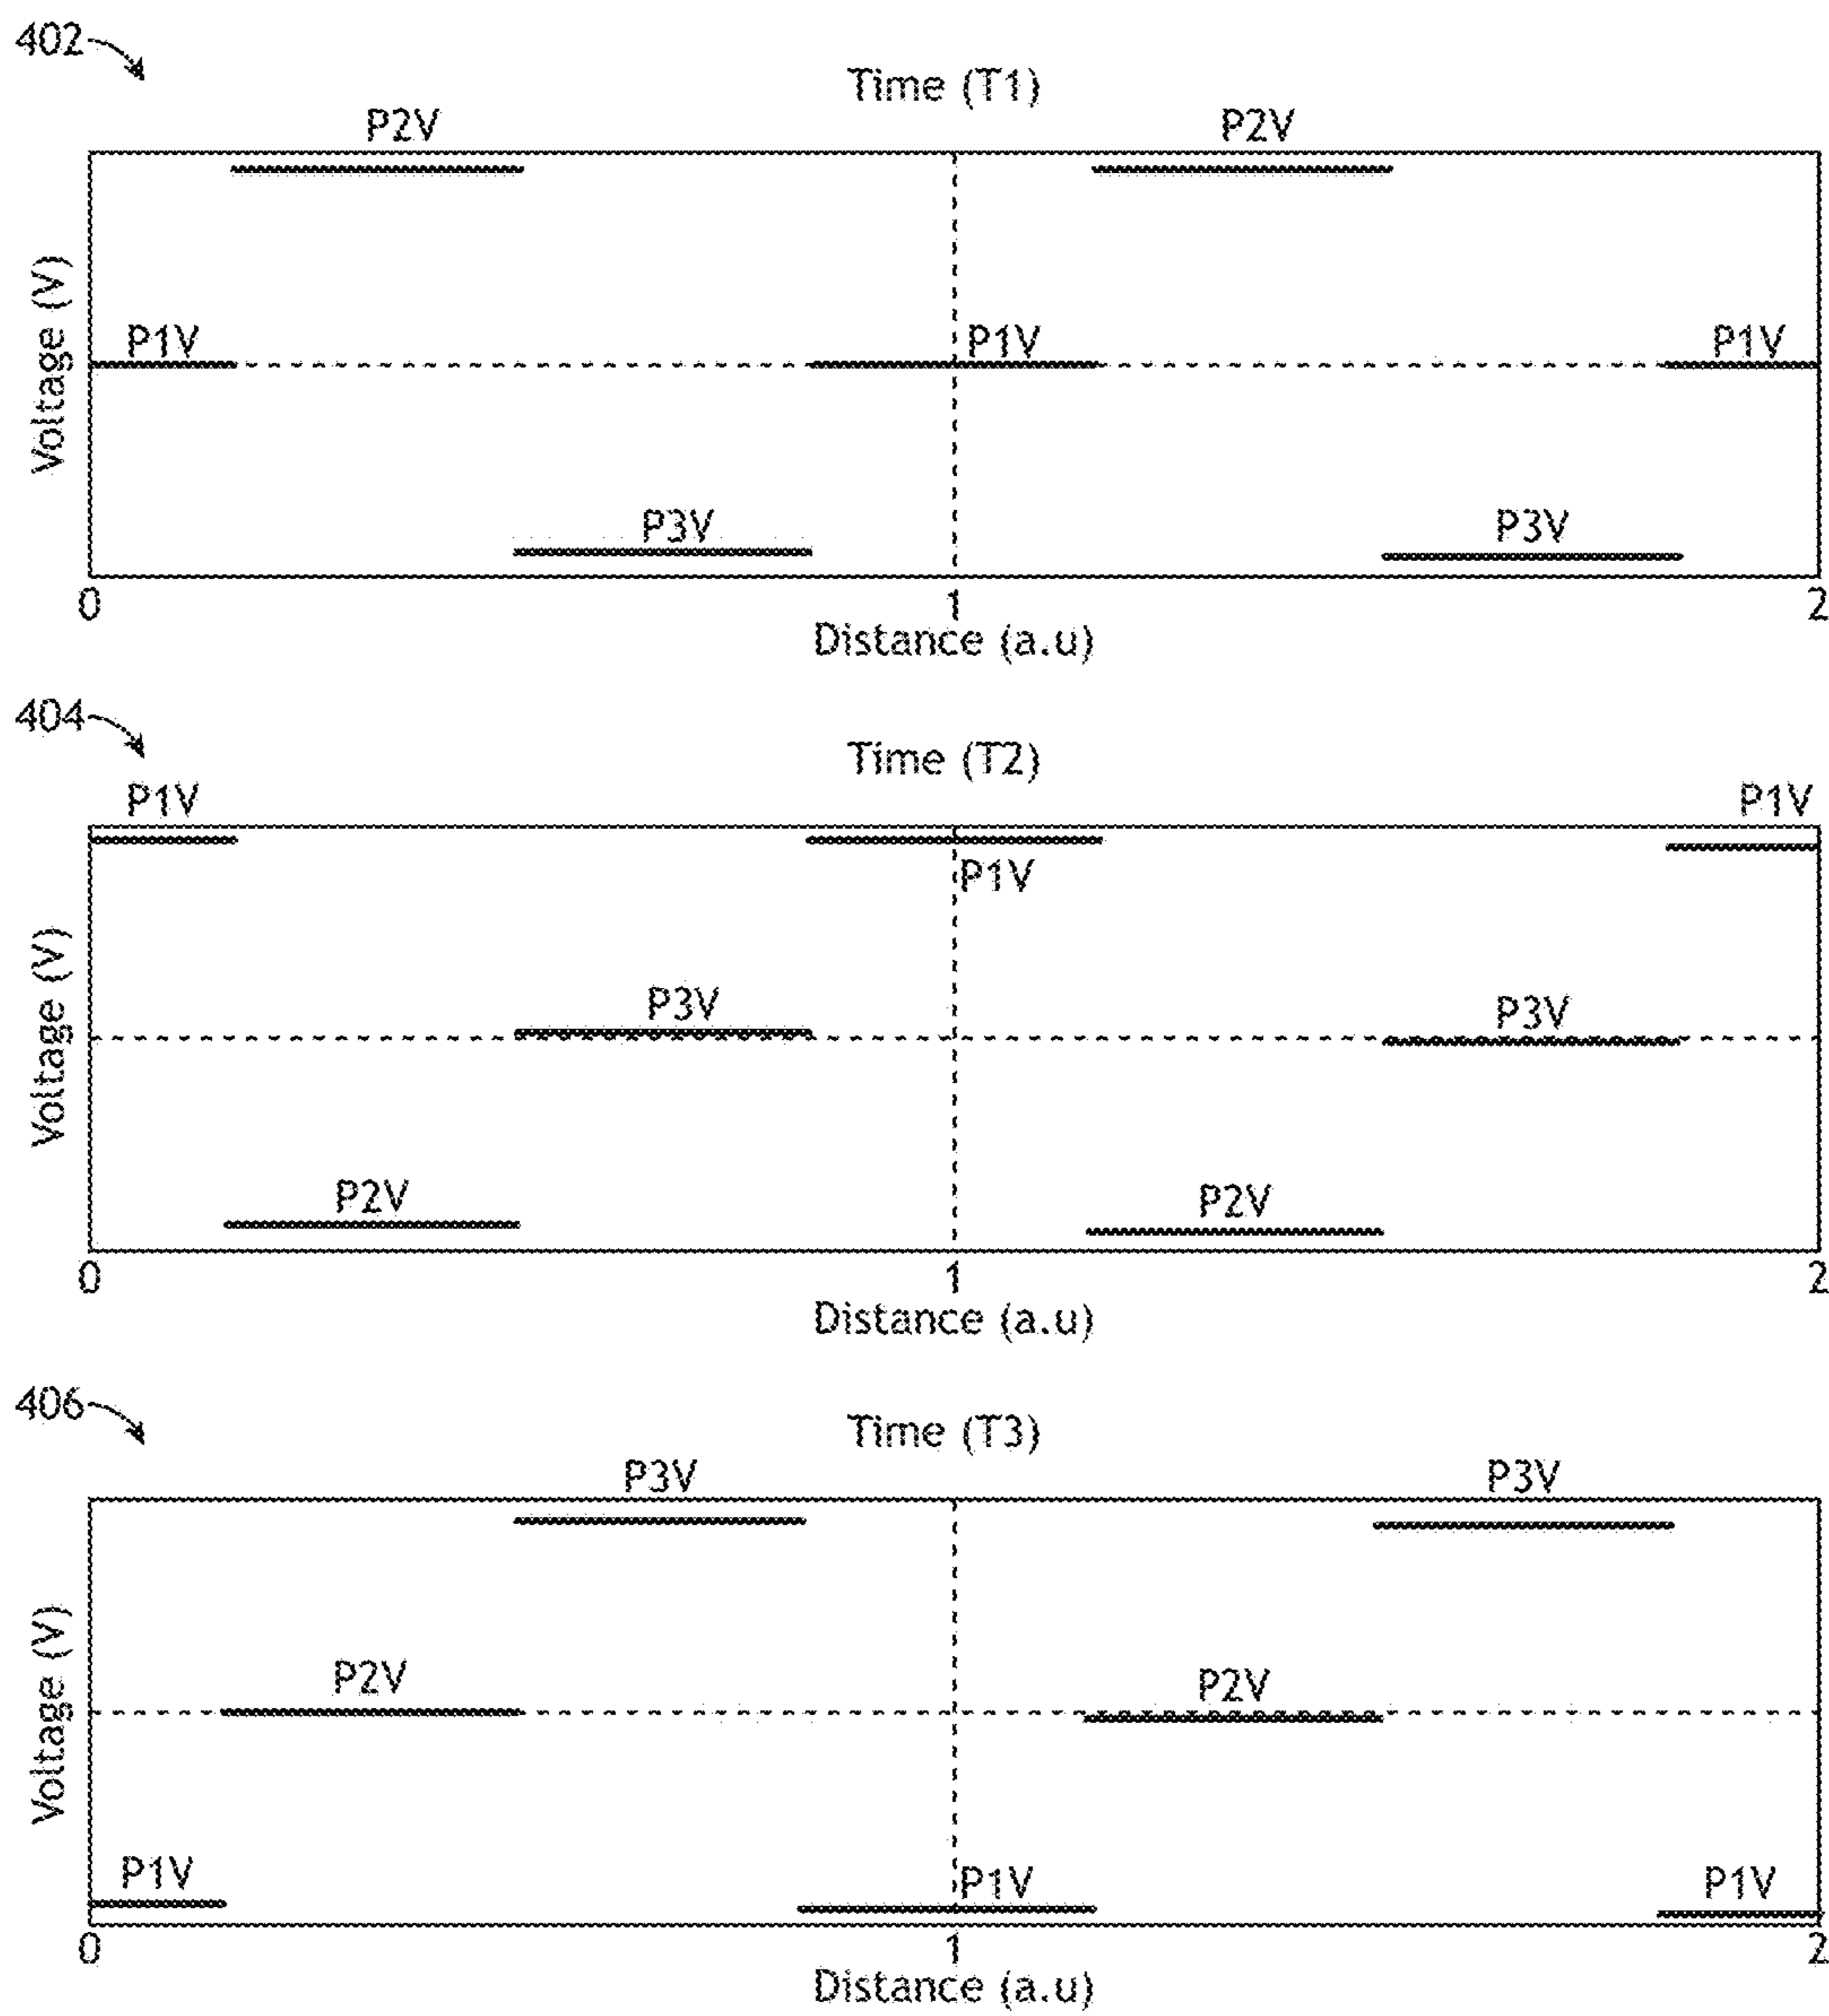 402
Time (T1)
P2V P2V
Voltage (V)
P1V P1V P1V
P3V P3V
0 1 2
Distance (a.u)
404
Time (T2)
P1V P1V
P1V
Voltage (V)
P3V P3V
P2V P2V
0 1 2
Distance (a.u)
406
Time (T3)
P3V P3V
Voltage (V)
P2V P2V
P1V P1V P1V
0 1 2
Distance (a.u)